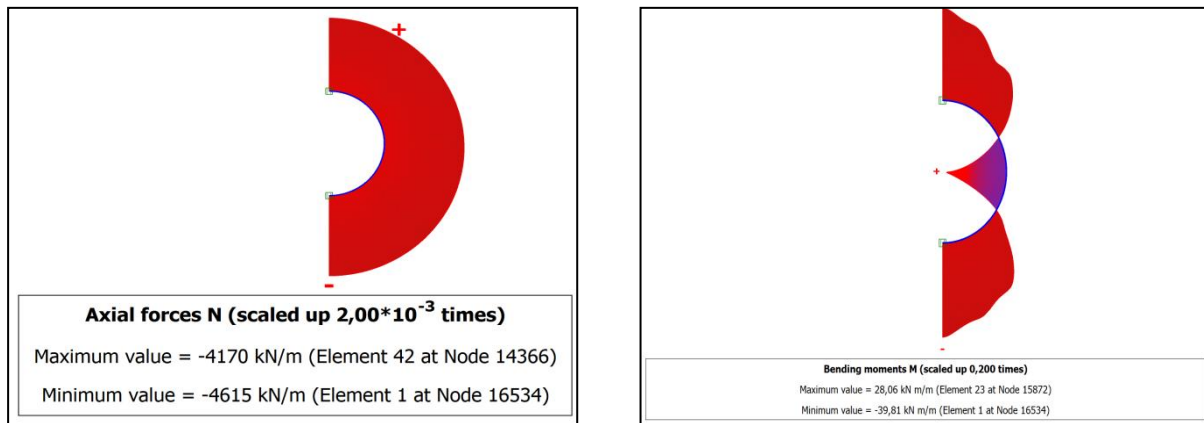 +
-
Axial forces N (scaled up 2,00*10⁻³ times)
Maximum value = -4170 kN/m (Element 42 at Node 14366)
Minimum value = -4615 kN/m (Element 1 at Node 16534)
+
-
Bending moments M (scaled up 0,200 times)
Maximum value = 28,06 kN m/m (Element 23 at Node 15872)
Minimum value = -39,81 kN m/m (Element 1 at Node 16534)